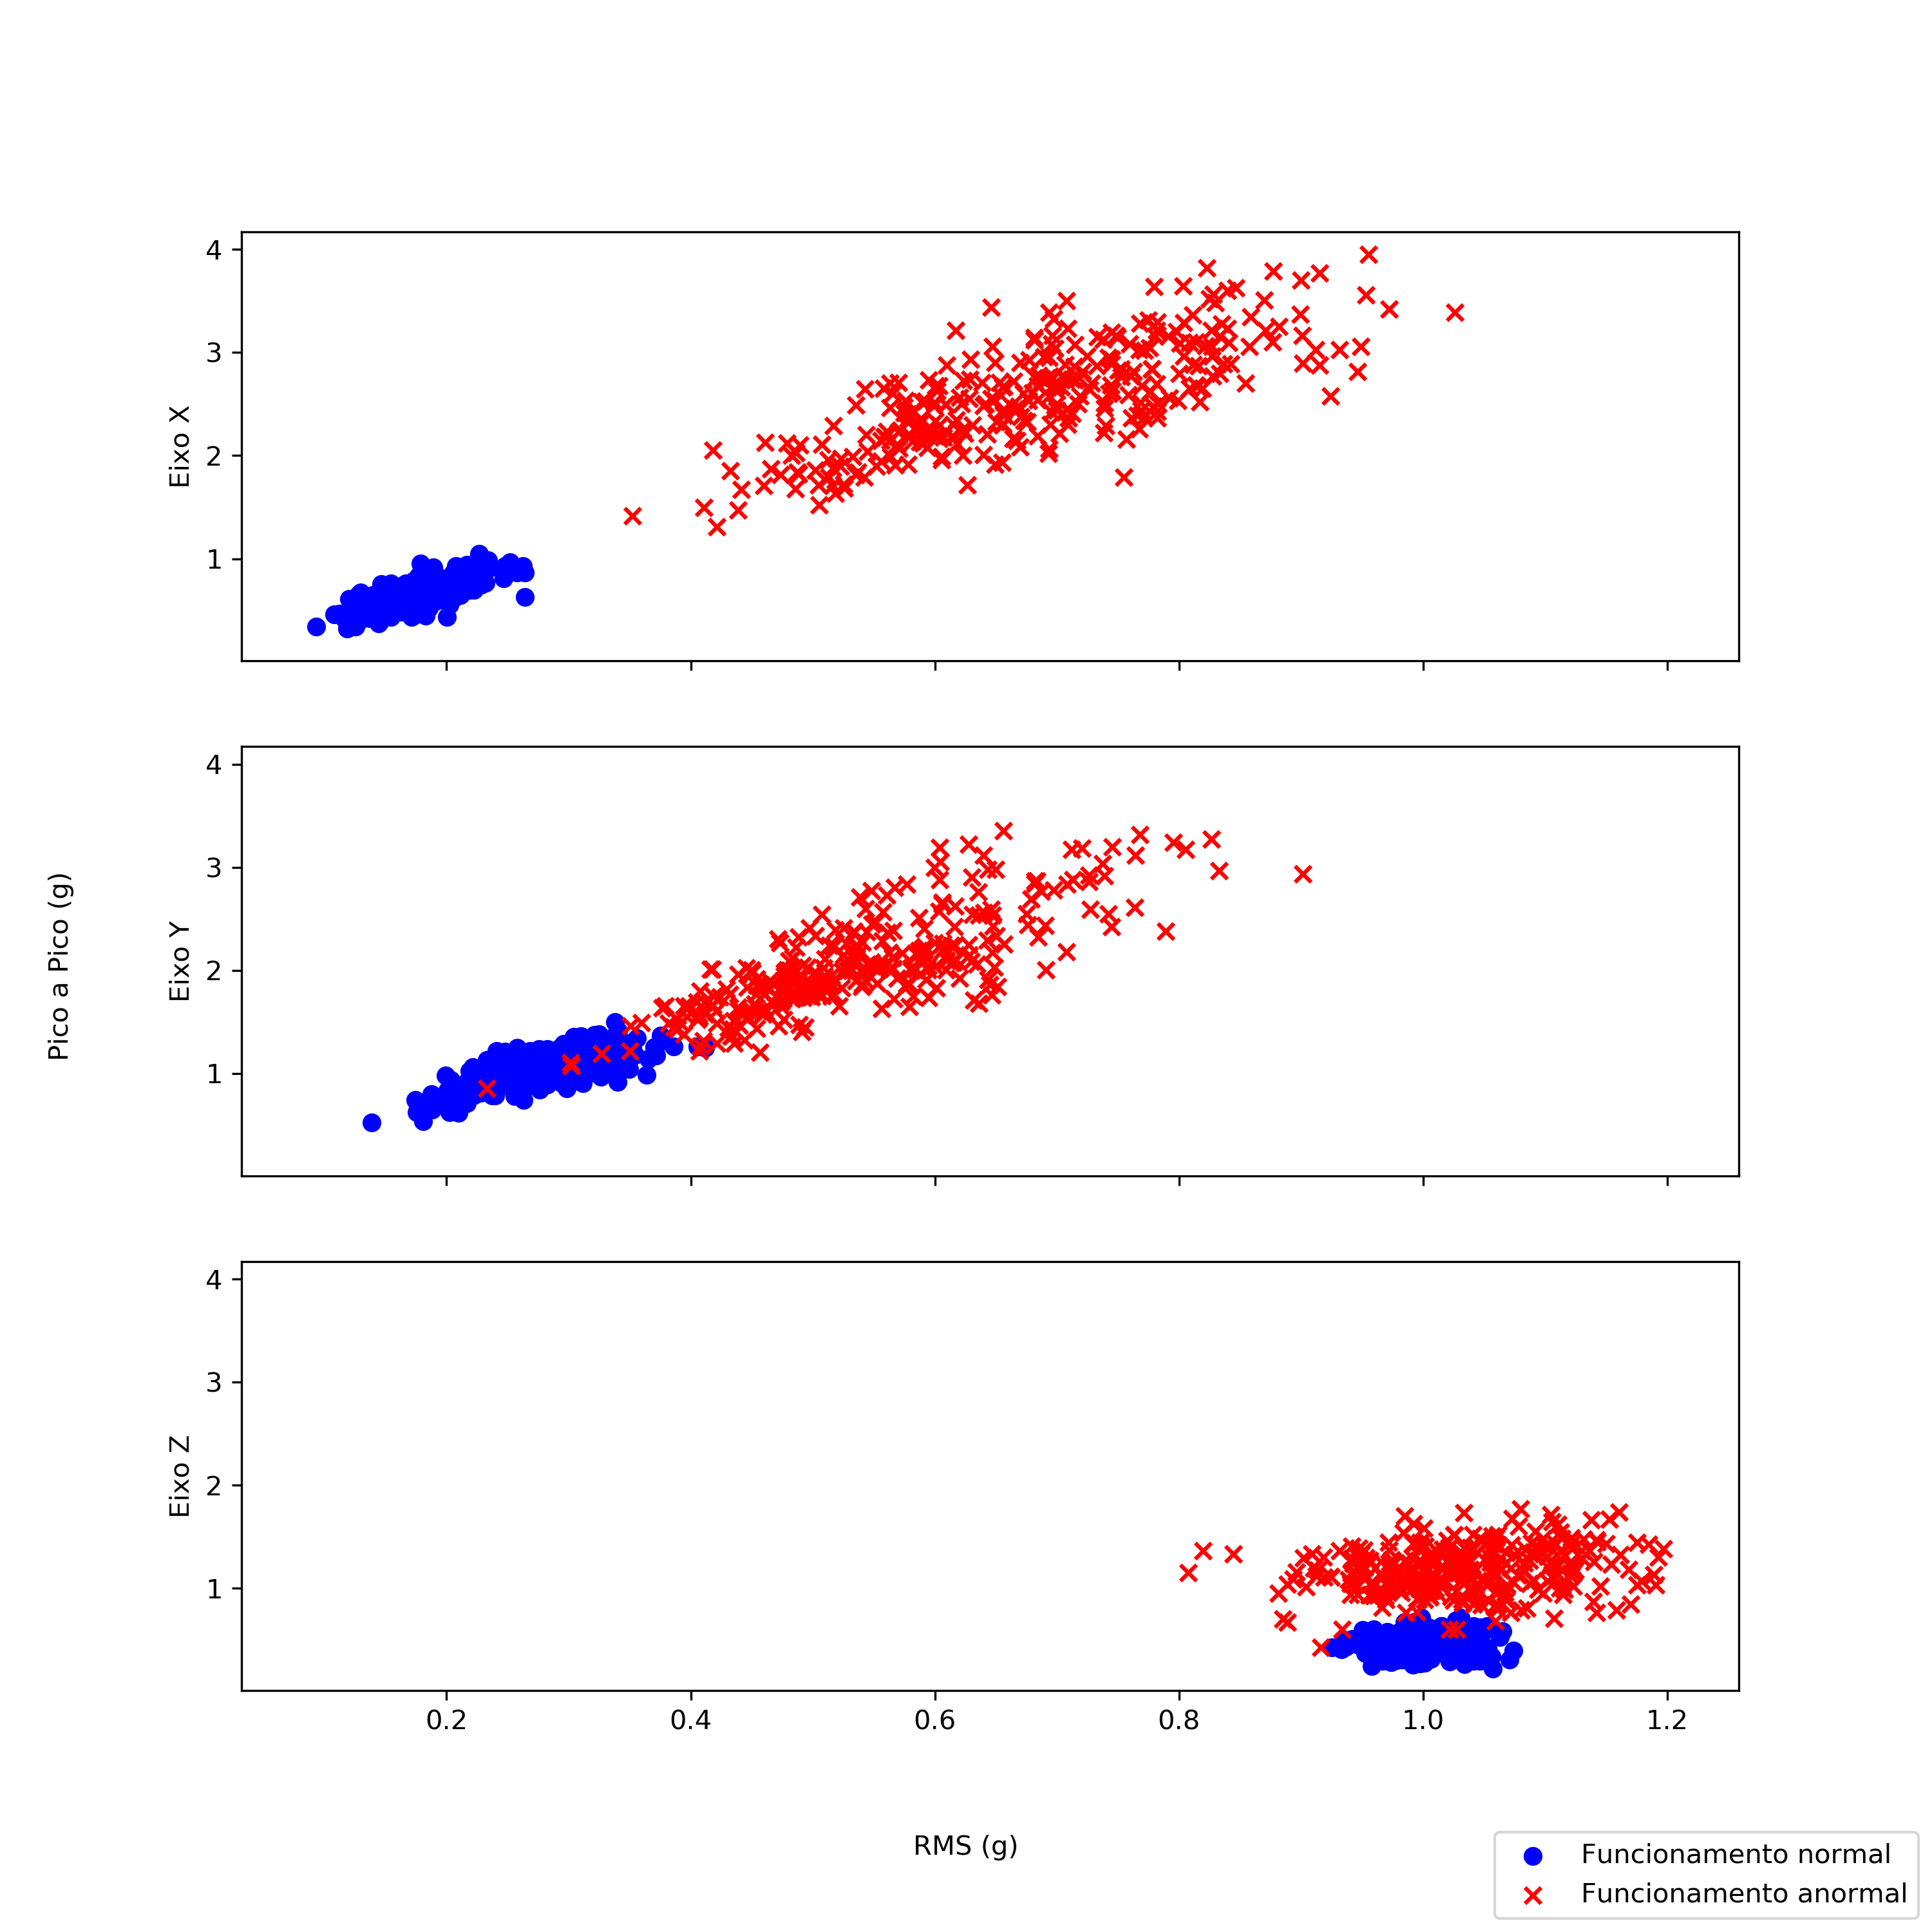 4
3
2
1
Eixo X
4
3
2
1
Eixo Y
Pico a Pico (g)
4
3
2
1
Eixo Z
0.2 0.4 0.6 0.8 1.0 1.2
RMS (g)
Funcionamento normal
Funcionamento anormal